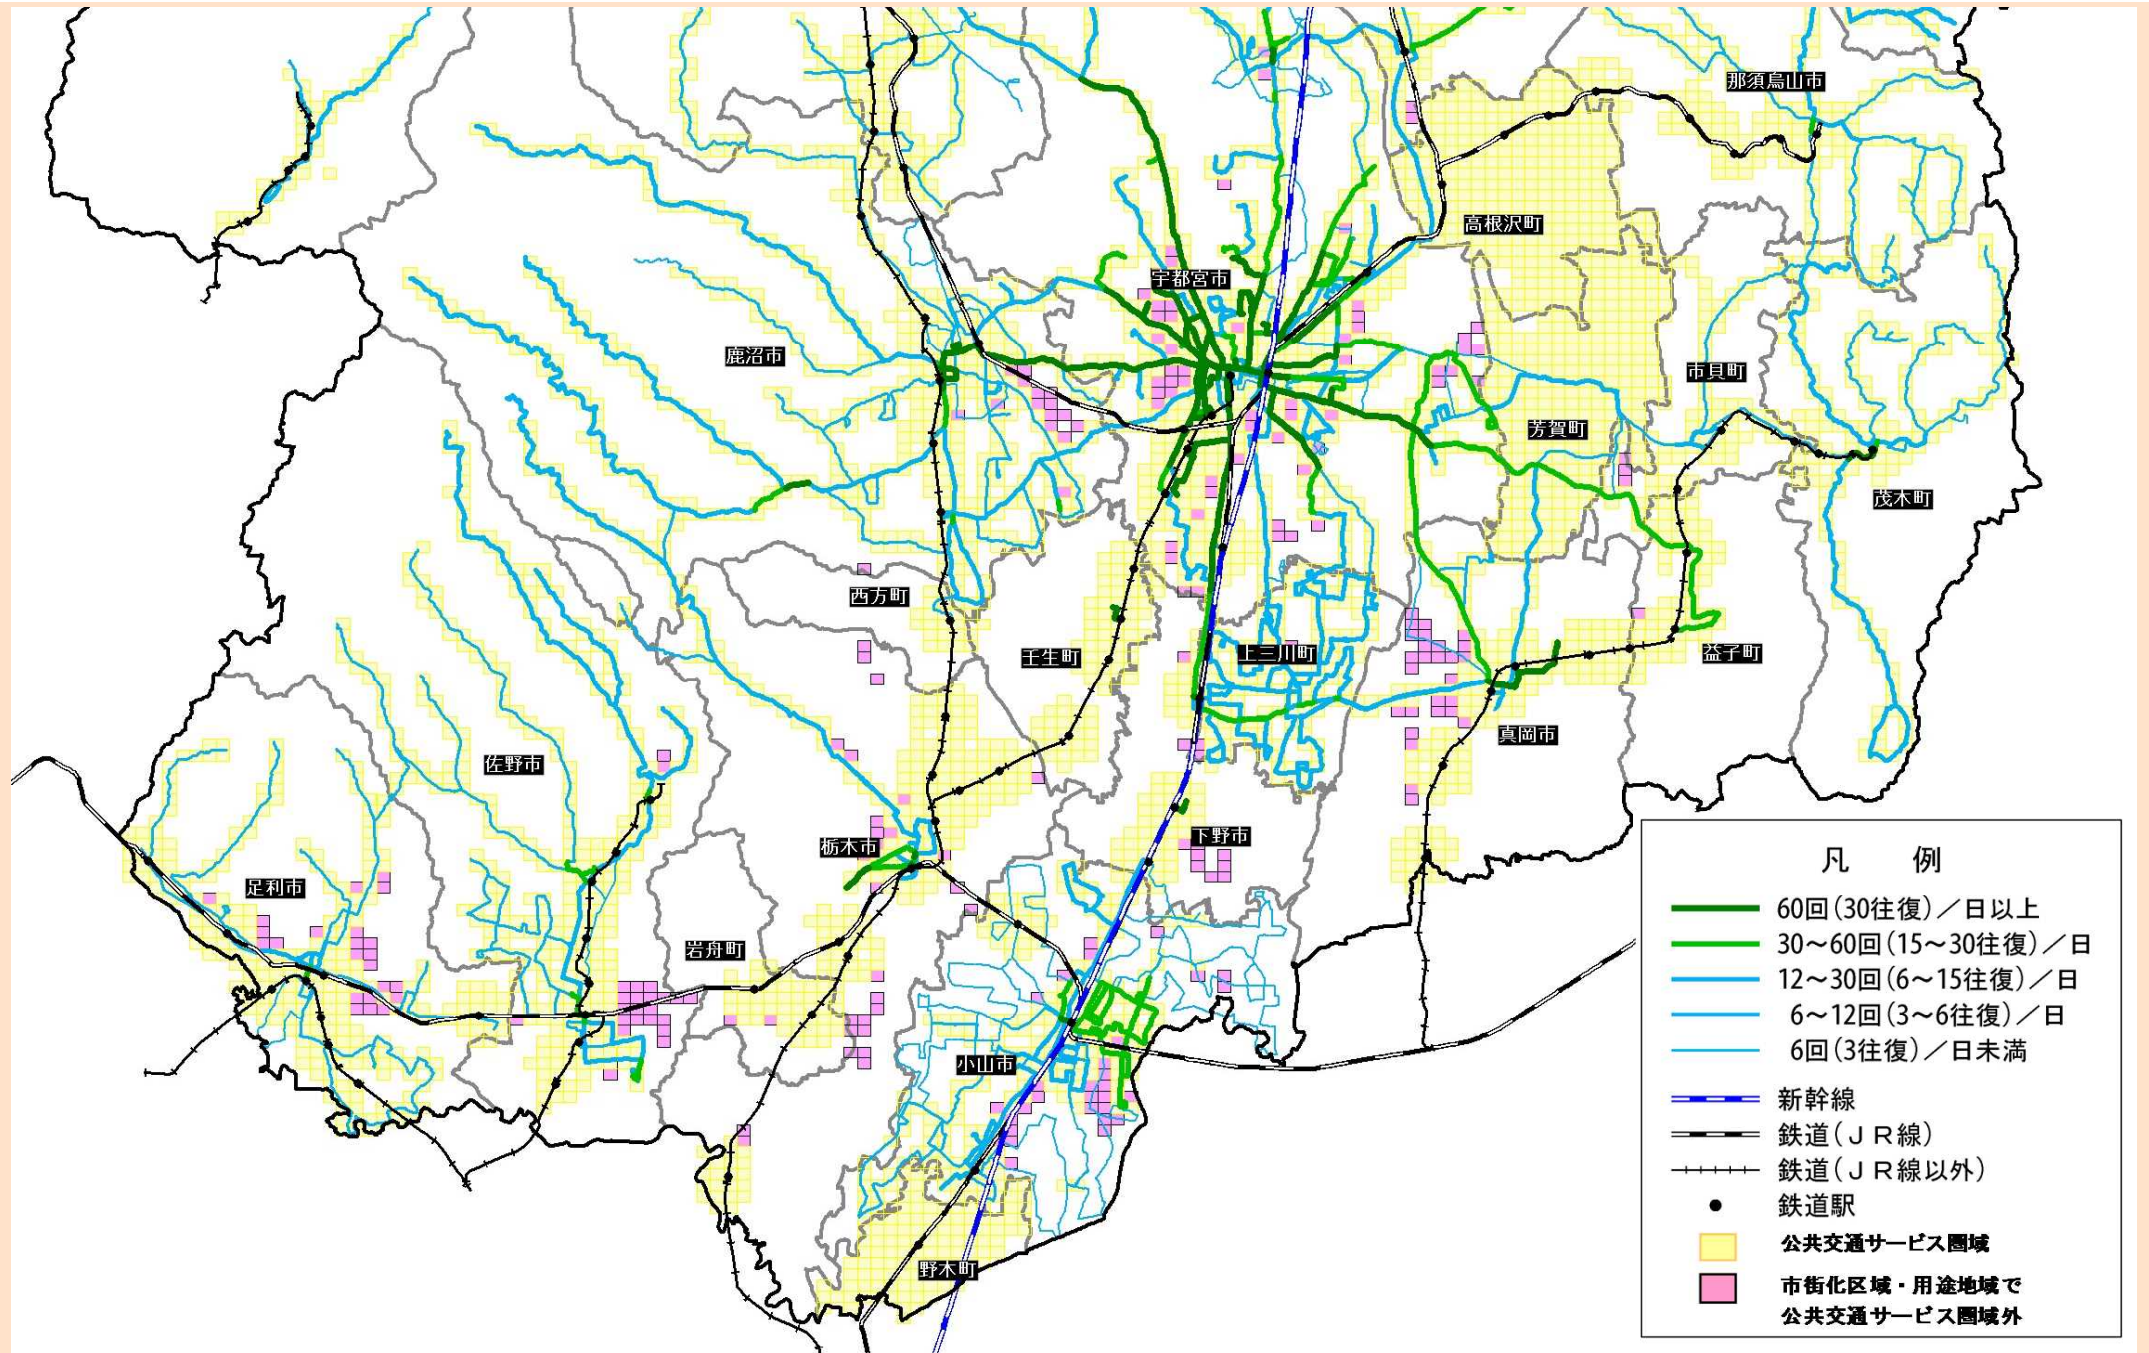 那須烏山市
高根沢町
宇都宮市
鹿沼市
市貝町
芳賀町
茂木町
西方町
壬生町
上三川町
益子町
真岡市
佐野市
下野市
栃木市
足利市
岩舟町
小山市
野木町
凡 例
60回(30往復)/日以上
30～60回(15～30往復)/日
12～30回(6～15往復)/日
6～12回(3～6往復)/日
6回(3往復)/日未満
新幹線
鉄道(ＪＲ線)
鉄道(ＪＲ線以外)
鉄道駅
公共交通サービス圏域
市街化区域・用途地域で
公共交通サービス圏域外